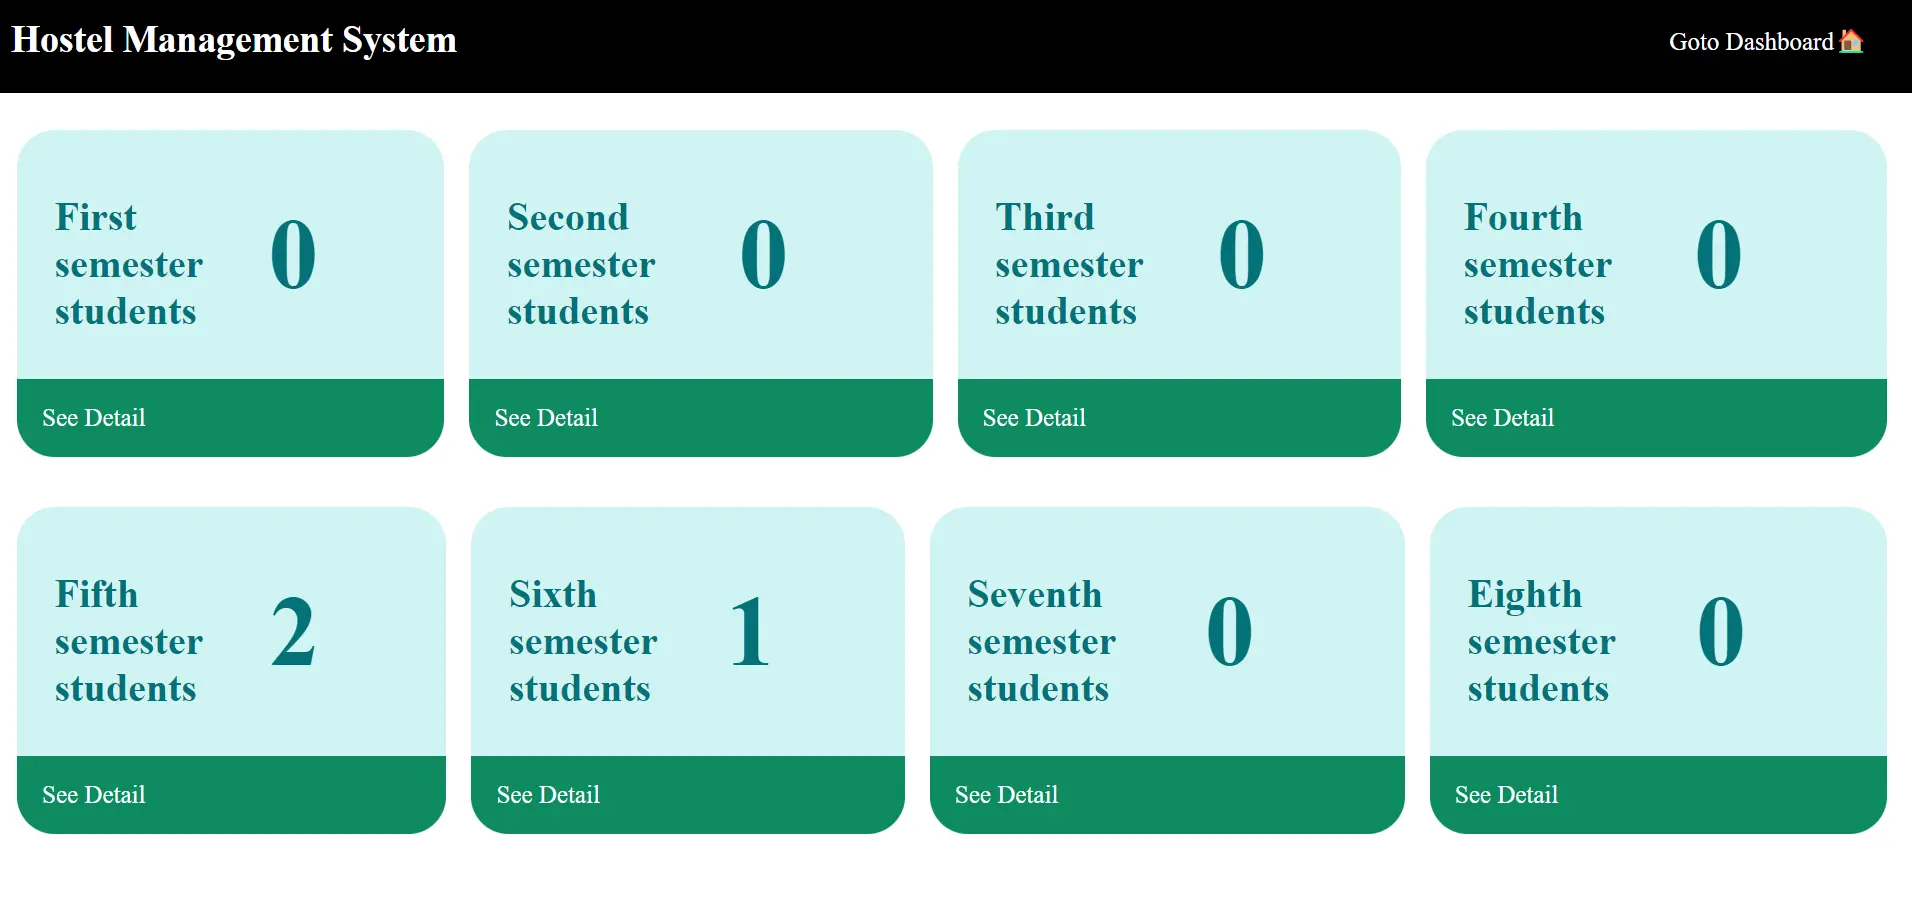 Hostel Management System
Goto Dashboard🏠
First
semester
students
0
See Detail
Second
semester
students
0
See Detail
Third
semester
students
0
See Detail
Fourth
semester
students
0
See Detail
Fifth
semester
students
2
See Detail
Sixth
semester
students
1
See Detail
Seventh
semester
students
0
See Detail
Eighth
semester
students
0
See Detail